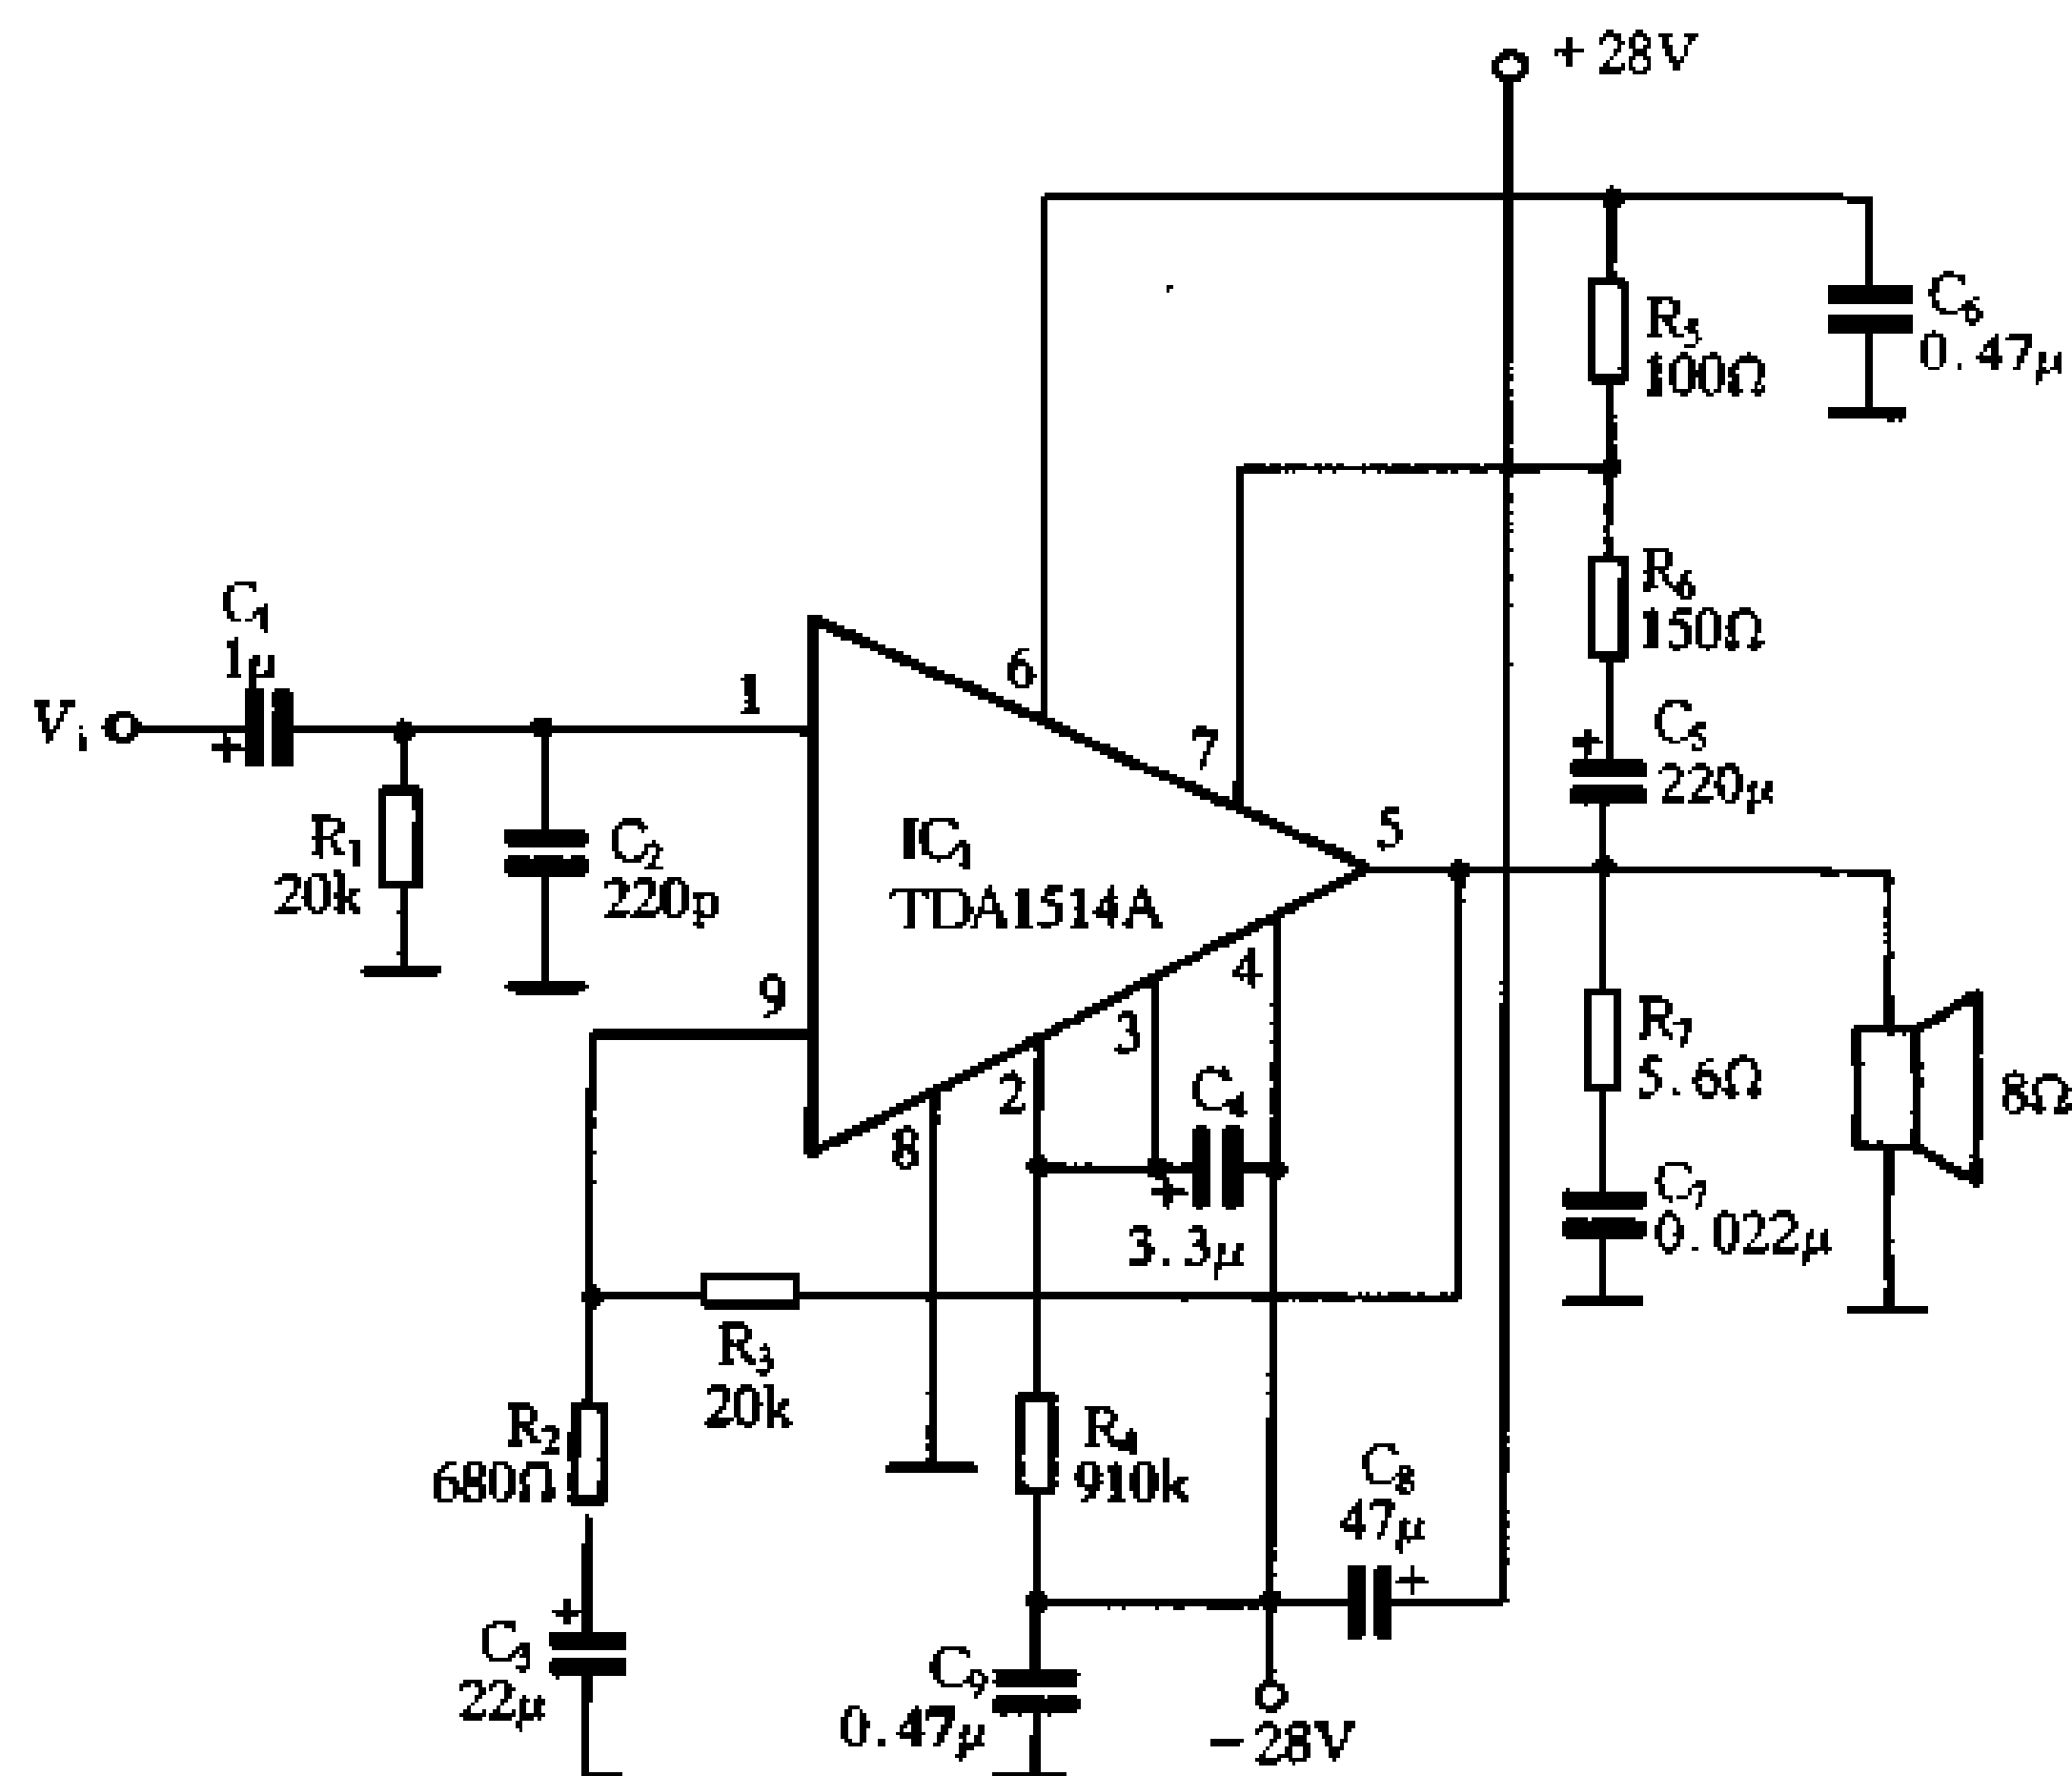 +28V
R₅
100Ω
C₆
0.47μ
R₆
150Ω
C₁
1μ
Vᵢ
+
1
6
7
5
C₅
+
220μ
R₁
20k
C₂
220p
IC₁
TDA1514A
9
4
3
2
8
C₄
+
3.3μ
R₇
5.6Ω
8Ω
C₇
0.022μ
R₃
20k
R₂
680Ω
R₄
910k
C₈
47μ
+
+
C₃
22μ
C₉
0.47μ
-28V